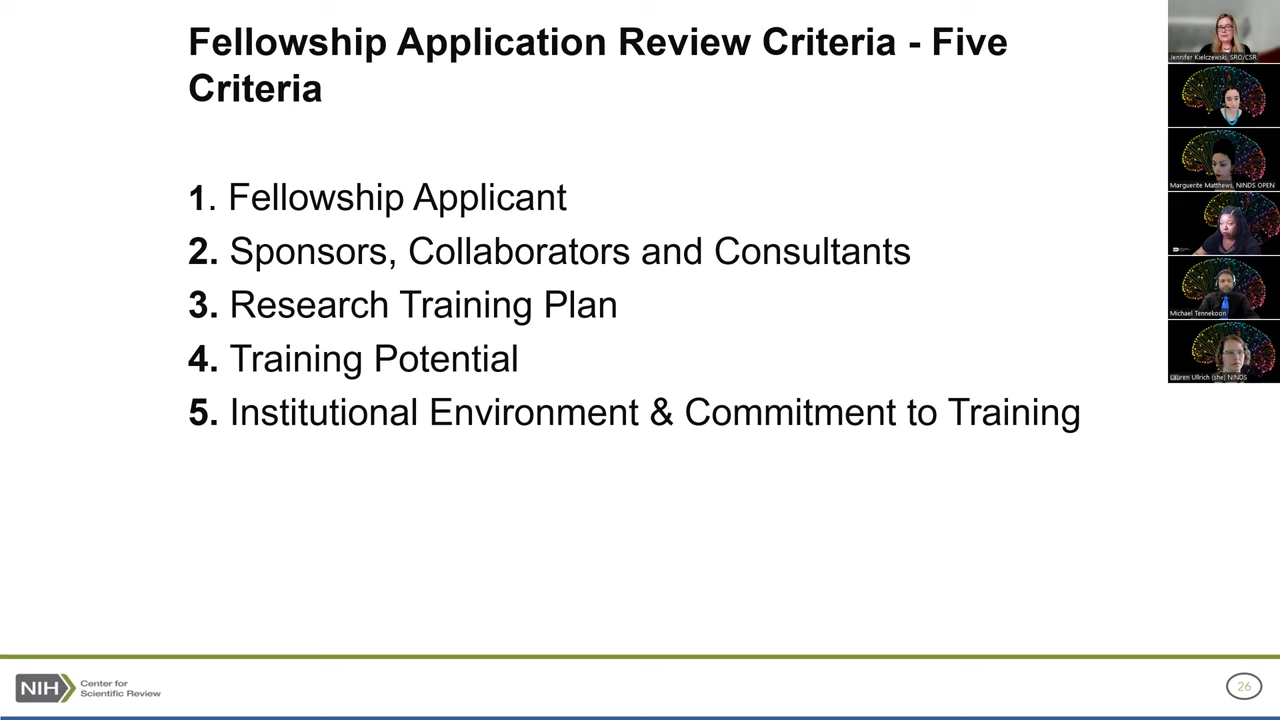 Fellowship Application Review Criteria - Five
Criteria
1. Fellowship Applicant
2. Sponsors, Collaborators and Consultants
3. Research Training Plan
4. Training Potential
5. Institutional Environment & Commitment to Training
Jennifer Kielczewski, SRO/CSR
Marguerite Matthews, NINDS OPEN
Michael Tennekoon
Lauren Ullrich (she) NINDS
NIH
Center for
Scientific Review
26